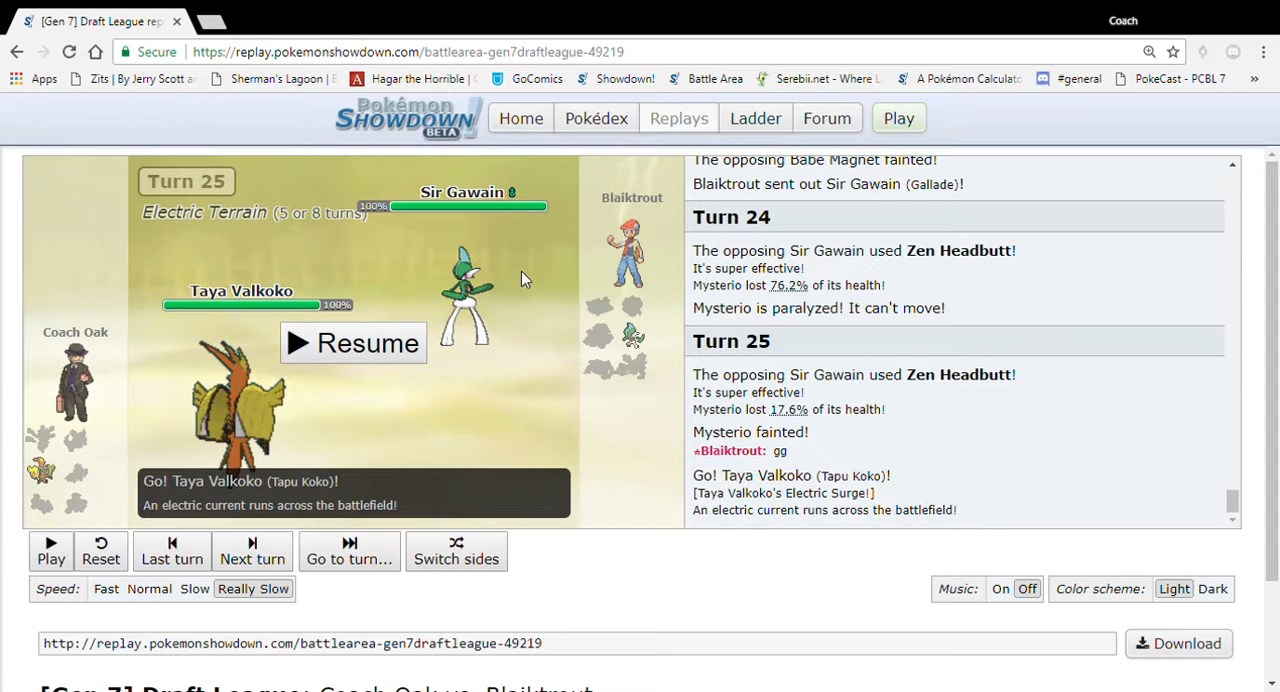 Coach
[Gen 7] Draft League rep
Secure https://replay.pokemonshowdown.com/battlearea-gen7draftleague-49219
Apps Zits | By Jerry Scott a Sherman's Lagoon | Hagar the Horrible | GoComics Showdown! Battle Area Serebii.net - Where A Pokémon Calculato #general PokeCast - PCBL 7 »
Pokémon
SHOWDOWN
BETA
Home Pokédex Replays Ladder Forum Play
Turn 25
Electric Terrain (5 or 8 turns)
Sir Gawain
100%
Taya Valkoko
100%
Coach Oak
Blaiktrout
Resume
Go! Taya Valkoko (Tapu Koko)!
An electric current runs across the battlefield!
The opposing Babe Magnet fainted!
Blaiktrout sent out Sir Gawain (Gallade)!
Turn 24
The opposing Sir Gawain used Zen Headbutt!
It's super effective!
Mysterio lost 76.2% of its health!
Mysterio is paralyzed! It can't move!
Turn 25
The opposing Sir Gawain used Zen Headbutt!
It's super effective!
Mysterio lost 17.6% of its health!
Mysterio fainted!
☆Blaiktrout: gg
Go! Taya Valkoko (Tapu Koko)!
[Taya Valkoko's Electric Surge!]
An electric current runs across the battlefield!
Play Reset Last turn Next turn Go to turn... Switch sides
Speed: Fast Normal Slow Really Slow
Music: On Off Color scheme: Light Dark
http://replay.pokemonshowdown.com/battlearea-gen7draftleague-49219
Download
[Gen 7] Draft League: Coach Oak vs. Blaiktrout